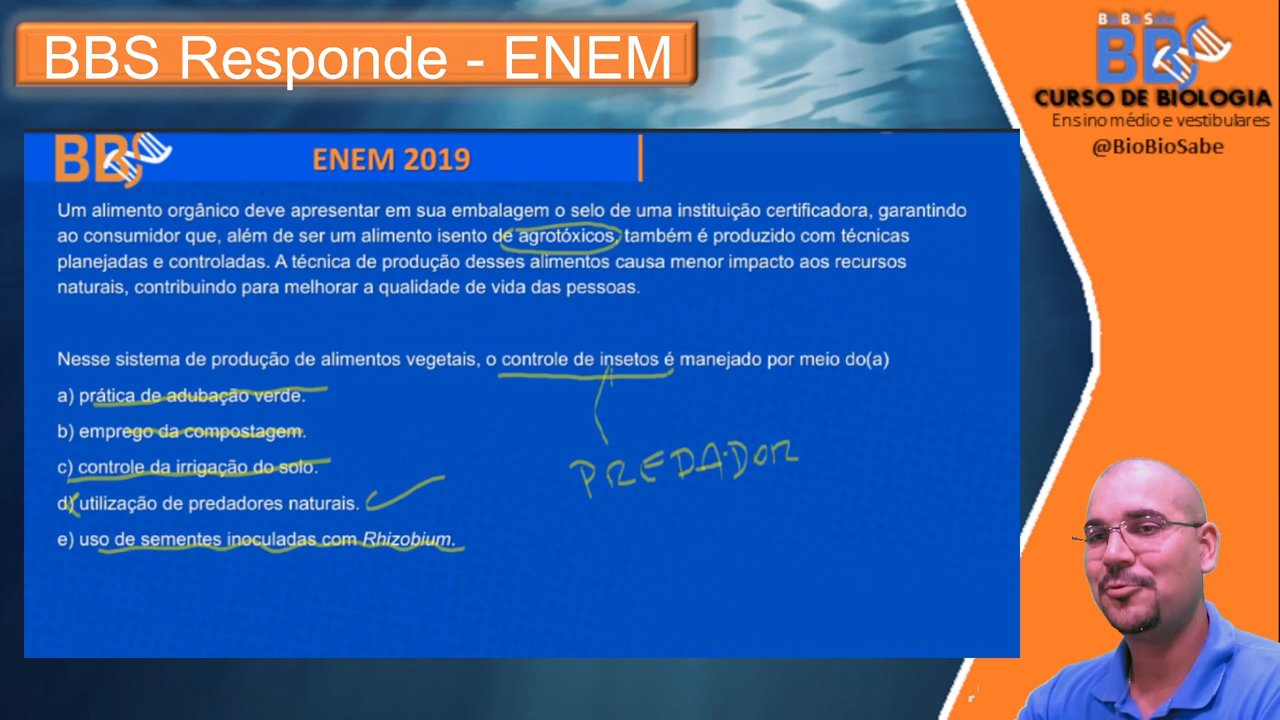 BBS Responde - ENEM
Bio Bio Sabe
BBS
CURSO DE BIOLOGIA
Ensino médio e vestibulares
@BioBioSabe
BBS
ENEM 2019
Um alimento orgânico deve apresentar em sua embalagem o selo de uma instituição certificadora, garantindo
ao consumidor que, além de ser um alimento isento de agrotóxicos, também é produzido com técnicas
planejadas e controladas. A técnica de produção desses alimentos causa menor impacto aos recursos
naturais, contribuindo para melhorar a qualidade de vida das pessoas.
Nesse sistema de produção de alimentos vegetais, o controle de insetos é manejado por meio do(a)
a) prática de adubação verde.
b) emprego da compostagem.
c) controle da irrigação do solo.
d) utilização de predadores naturais.
e) uso de sementes inoculadas com Rhizobium.
PREDADOR